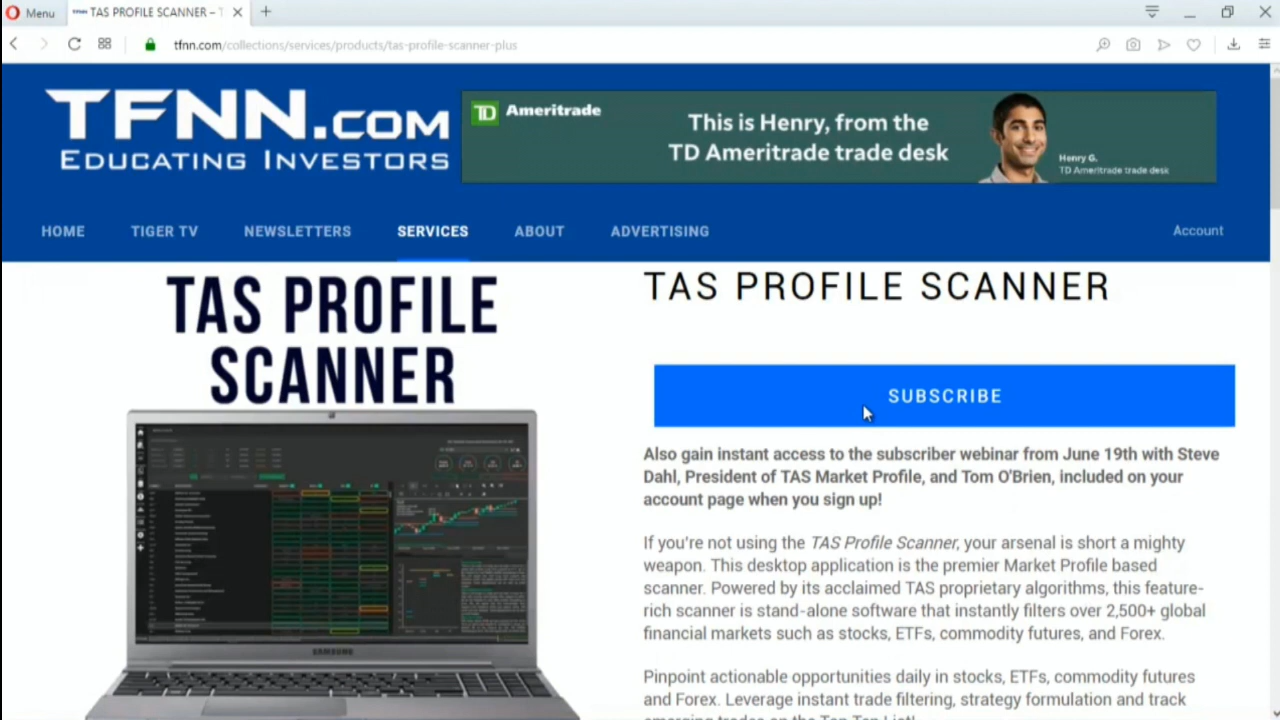 Menu
TAS PROFILE SCANNER – T
tfnn.com/collections/services/products/tas-profile-scanner-plus
TFNN.COM
EDUCATING INVESTORS
TD Ameritrade
This is Henry, from the
TD Ameritrade trade desk
Henry G.
TD Ameritrade trade desk
HOME TIGER TV NEWSLETTERS SERVICES ABOUT ADVERTISING Account
TAS PROFILE
SCANNER
SAMSUNG
TAS PROFILE SCANNER
SUBSCRIBE
Also gain instant access to the subscriber webinar from June 19th with Steve
Dahl, President of TAS Market Profile, and Tom O'Brien, included on your
account page when you sign up!
If you're not using the TAS Profile Scanner, your arsenal is short a mighty
weapon. This desktop application is the premier Market Profile based
scanner. Powered by its acclaimed TAS proprietary algorithms, this feature-
rich scanner is stand-alone software that instantly filters over 2,500+ global
financial markets such as stocks, ETFs, commodity futures, and Forex.
Pinpoint actionable opportunities daily in stocks, ETFs, commodity futures
and Forex. Leverage instant trade filtering, strategy formulation and track
emerging trades on the Top Ten List!